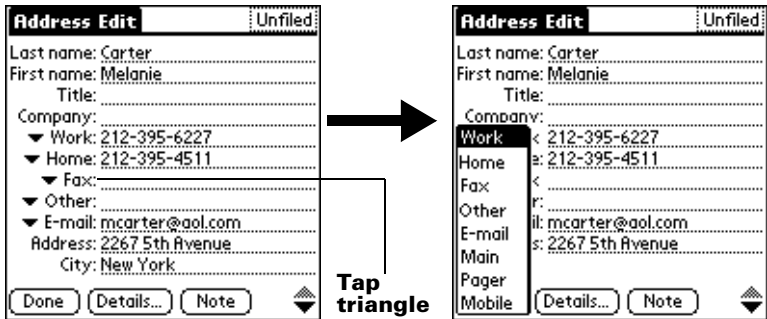 Address Edit Unfiled
Last name: Carter
First name: Melanie
Title:
Company:
Work: 212-395-6227
Home: 212-395-4511
Fax:
Other:
E-mail: mcarter@aol.com
Address: 2267 5th Avenue
City: New York
Done Details... Note
Tap
triangle
Address Edit Unfiled
Last name: Carter
First name: Melanie
Title:
Company:
Work k 212-395-6227
Home e: 212-395-4511
Fax <
Other r:
E-mail il: mcarter@aol.com
Main s: 2267 5th Avenue
Pager
Mobile Details... Note